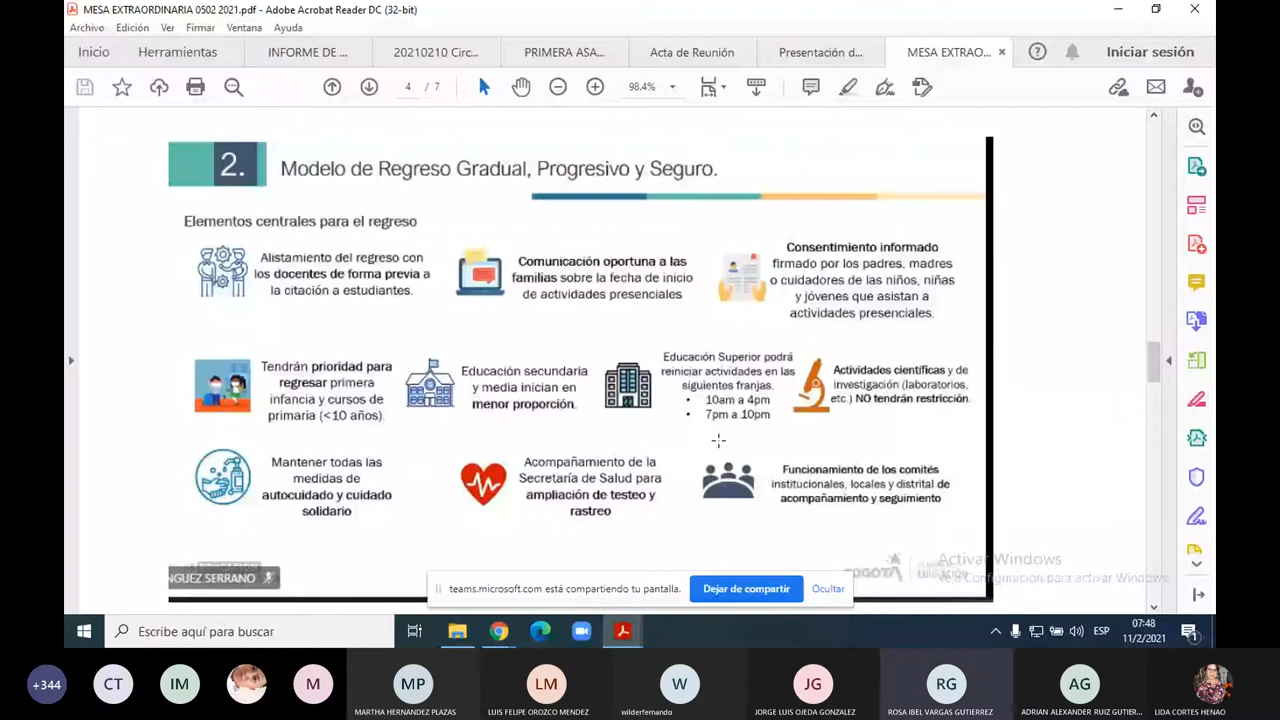 MESA EXTRAORDINARIA 0502 2021.pdf - Adobe Acrobat Reader DC (32-bit)
Archivo Edición Ver Firmar Ventana Ayuda
Inicio Herramientas INFORME DE ... 20210210 Circ... PRIMERA ASA... Acta de Reunión Presentación d... MESA EXTRAO... Iniciar sesión
4 / 7 98.4%
2. Modelo de Regreso Gradual, Progresivo y Seguro.
Elementos centrales para el regreso
Alistamiento del regreso con
los docentes de forma previa a
la citación a estudiantes.
Comunicación oportuna a las
familias sobre la fecha de inicio
de actividades presenciales
Consentimiento informado
firmado por los padres, madres
o cuidadores de las niños, niñas
y jóvenes que asistan a
actividades presenciales.
Tendrán prioridad para
regresar primera
infancia y cursos de
primaria (<10 años).
Educación secundaria
y media inician en
menor proporción.
Educación Superior podrá
reiniciar actividades en las
siguientes franjas.
• 10am a 4pm
• 7pm a 10pm
Actividades científicas y de
investigación (laboratorios,
etc.) NO tendrán restricción.
Mantener todas las
medidas de
autocuidado y cuidado
solidario
Acompañamiento de la
Secretaría de Salud para
ampliación de testeo y
rastreo
Funcionamiento de los comités
institucionales, locales y distrital de
acompañamiento y seguimiento
Activar Windows
Configuración para activar Windows.
NGUEZ SERRANO
BOGOTÁ
teams.microsoft.com está compartiendo tu pantalla. Dejar de compartir Ocultar
Escribe aquí para buscar
ESP
07:48
11/2/2021
1
+344 CT IM M MP LM W JG RG AG
MARTHA HERNANDEZ PLAZAS LUIS FELIPE OROZCO MENDEZ wilderfernando JORGE LUIS OJEDA GONZALEZ ROSA IBEL VARGAS GUTIERREZ ADRIAN ALEXANDER RUIZ GUTIER... LIDA CORTES HENAO